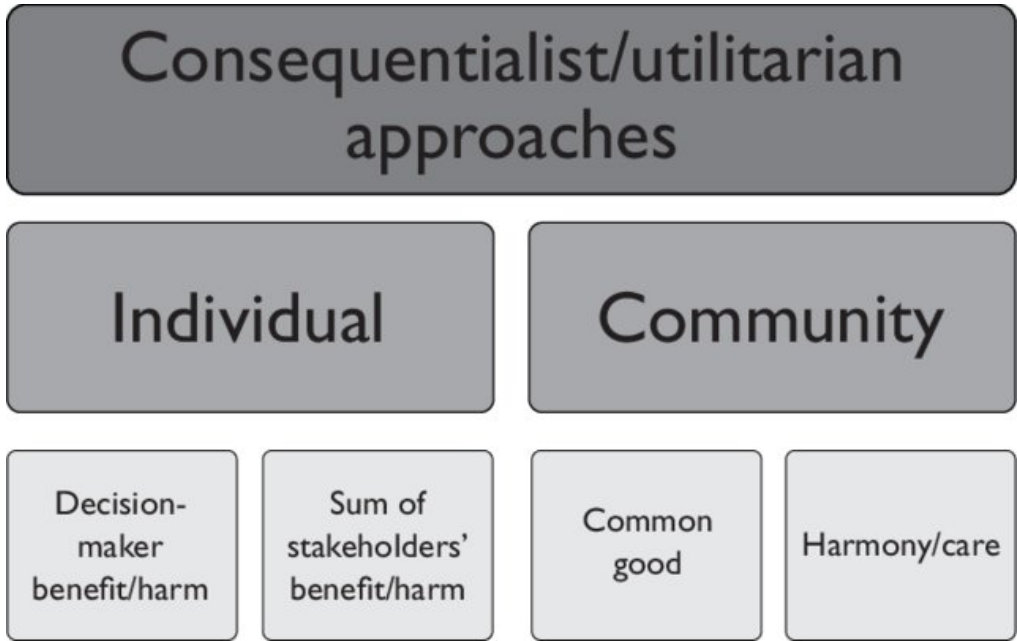 Consequentialist/utilitarian
approaches
Individual
Community
Decision-
maker
benefit/harm
Sum of
stakeholders’
benefit/harm
Common
good
Harmony/care